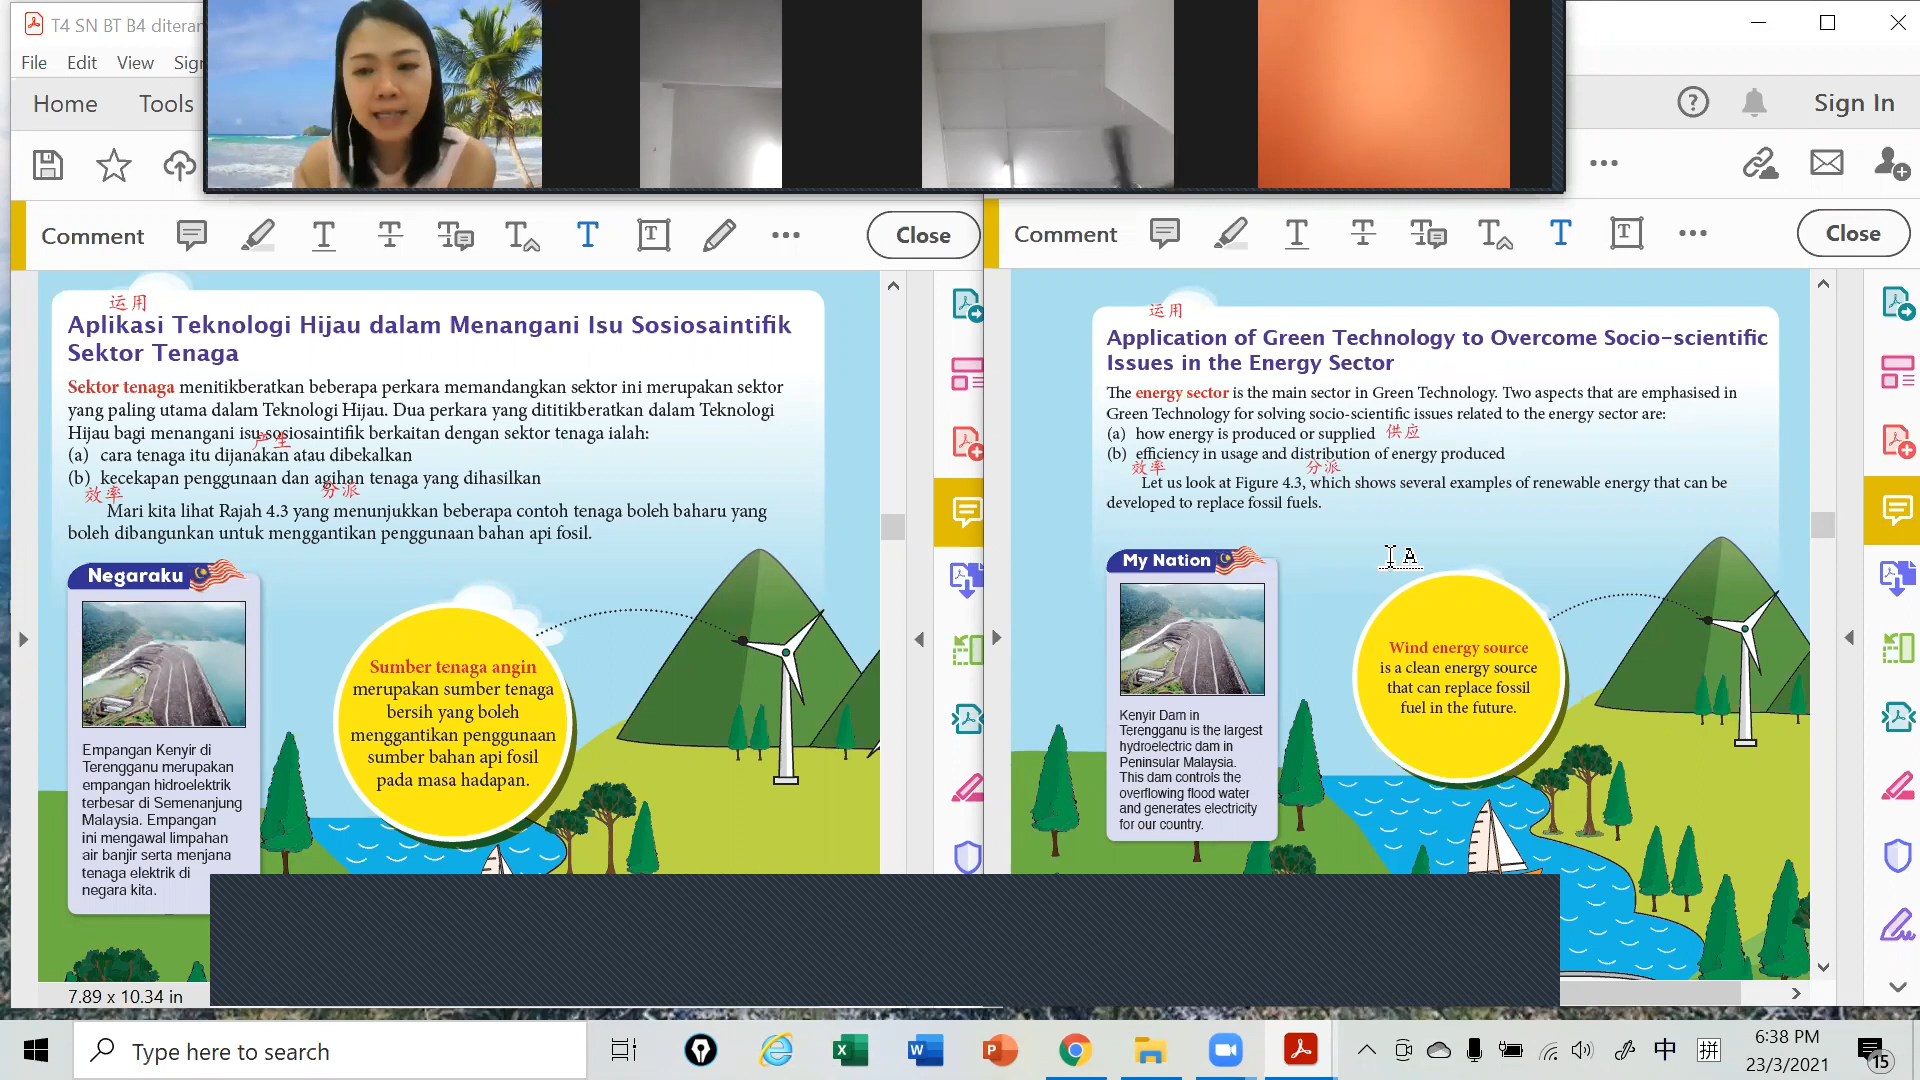 T4 SN BT B4 diteran
File Edit View Sig
Home Tools
Sign In
Comment
Close
Comment
Close
运用
Aplikasi Teknologi Hijau dalam Menangani Isu Sosiosaintifik
Sektor Tenaga
Sektor tenaga menitikberatkan beberapa perkara memandangkan sektor ini merupakan sektor
yang paling utama dalam Teknologi Hijau. Dua perkara yang dititikberatkan dalam Teknologi
Hijau bagi menangani isu sosiosaintifik berkaitan dengan sektor tenaga ialah:
产生
(a) cara tenaga itu dijanakan atau dibekalkan
(b) kecekapan penggunaan dan agihan tenaga yang dihasilkan
效率 分派
Mari kita lihat Rajah 4.3 yang menunjukkan beberapa contoh tenaga boleh baharu yang
boleh dibangunkan untuk menggantikan penggunaan bahan api fosil.
Negaraku
Empangan Kenyir di
Terengganu merupakan
empangan hidroelektrik
terbesar di Semenanjung
Malaysia. Empangan
ini mengawal limpahan
air banjir serta menjana
tenaga elektrik di
negara kita.
Sumber tenaga angin
merupakan sumber tenaga
bersih yang boleh
menggantikan penggunaan
sumber bahan api fosil
pada masa hadapan.
7.89 x 10.34 in
运用
Application of Green Technology to Overcome Socio-scientific
Issues in the Energy Sector
The energy sector is the main sector in Green Technology. Two aspects that are emphasised in
Green Technology for solving socio-scientific issues related to the energy sector are:
(a) how energy is produced or supplied 供应
(b) efficiency in usage and distribution of energy produced
效率 分派
Let us look at Figure 4.3, which shows several examples of renewable energy that can be
developed to replace fossil fuels.
My Nation
Kenyir Dam in
Terengganu is the largest
hydroelectric dam in
Peninsular Malaysia.
This dam controls the
overflowing flood water
and generates electricity
for our country.
Wind energy source
is a clean energy source
that can replace fossil
fuel in the future.
Type here to search
中
拼
6:38 PM
23/3/2021
15